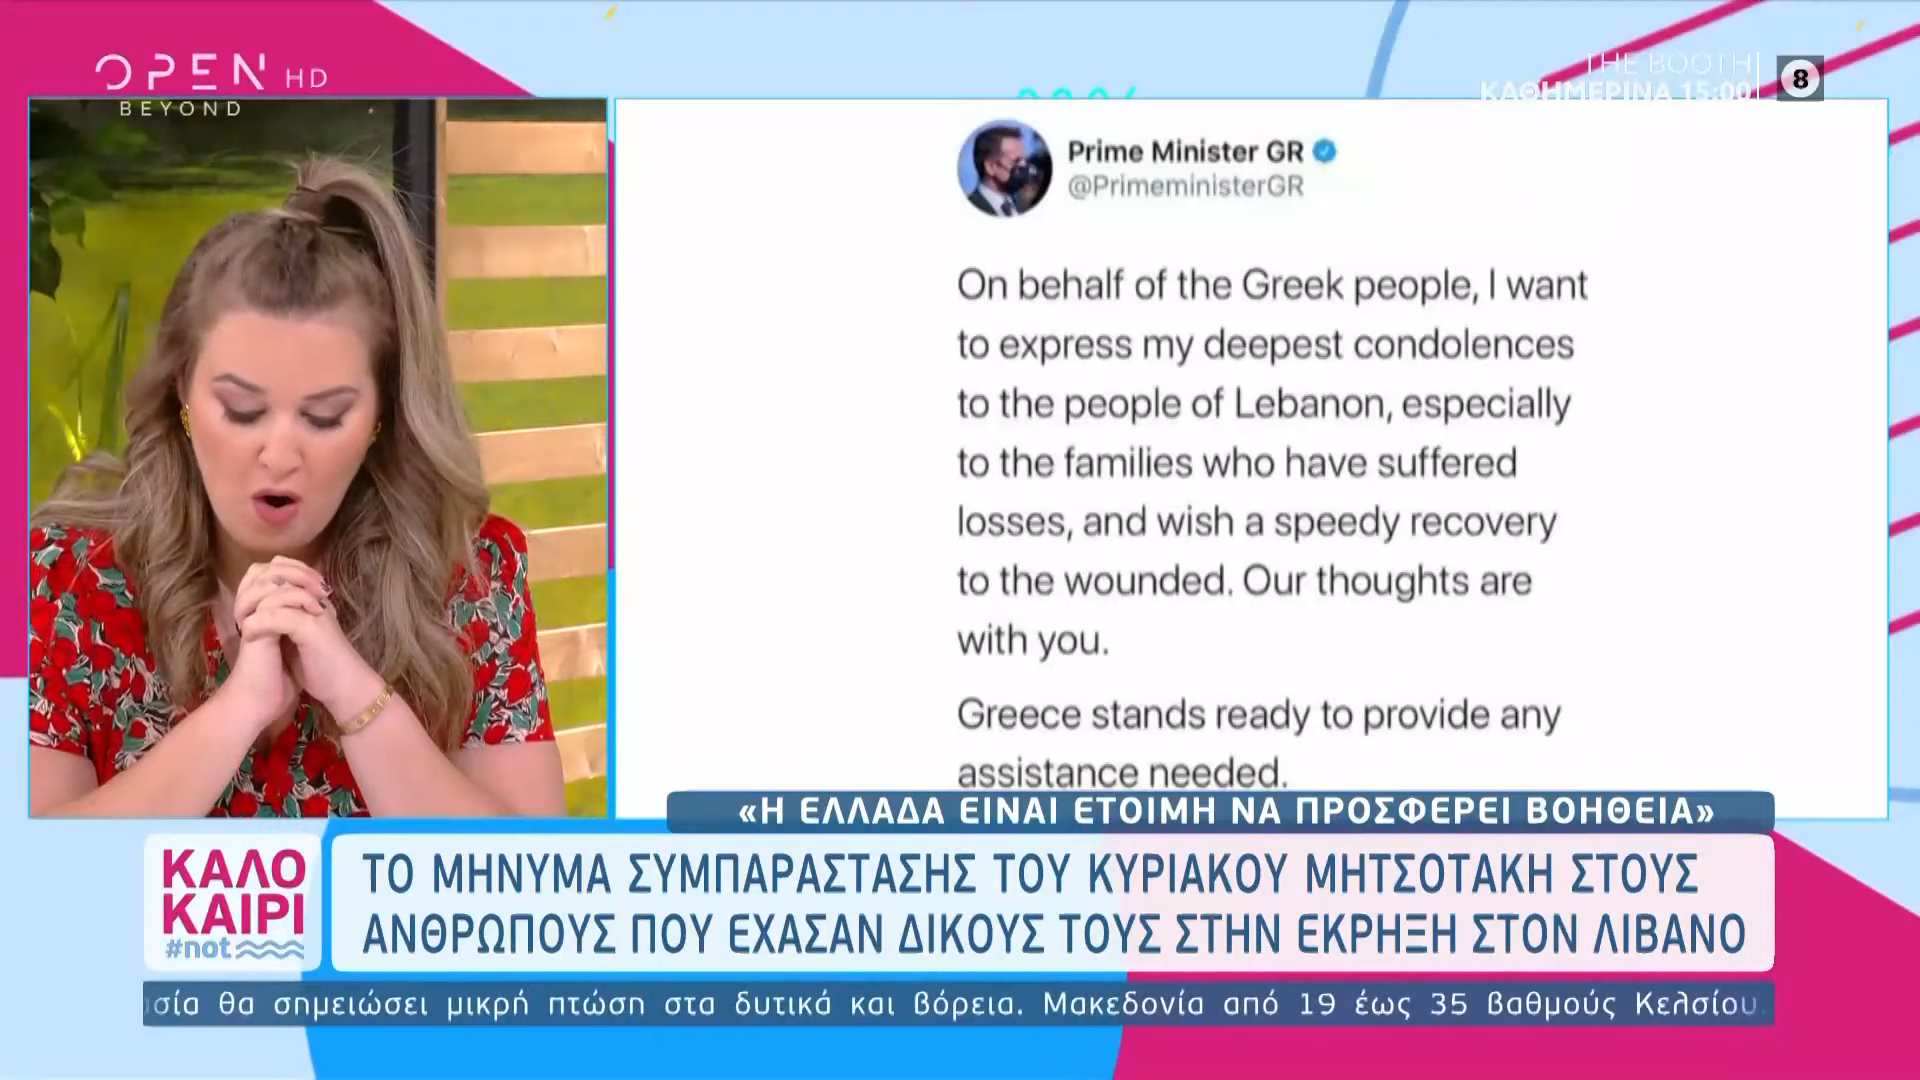 OPEN HD
BEYOND
THE BOOTH
ΚΑΘΗΜΕΡΙΝΑ 15:00
8
Prime Minister GR
@PrimeministerGR
On behalf of the Greek people, I want
to express my deepest condolences
to the people of Lebanon, especially
to the families who have suffered
losses, and wish a speedy recovery
to the wounded. Our thoughts are
with you.
Greece stands ready to provide any
assistance needed.
«Η ΕΛΛΑΔΑ ΕΙΝΑΙ ΕΤΟΙΜΗ ΝΑ ΠΡΟΣΦΕΡΕΙ ΒΟΗΘΕΙΑ»
ΚΑΛΟ
ΚΑΙΡΙ
#not
ΤΟ ΜΗΝΥΜΑ ΣΥΜΠΑΡΑΣΤΑΣΗΣ ΤΟΥ ΚΥΡΙΑΚΟΥ ΜΗΤΣΟΤΑΚΗ ΣΤΟΥΣ
ΑΝΘΡΩΠΟΥΣ ΠΟΥ ΕΧΑΣΑΝ ΔΙΚΟΥΣ ΤΟΥΣ ΣΤΗΝ ΕΚΡΗΞΗ ΣΤΟΝ ΛΙΒΑΝΟ
σία θα σημειώσει μικρή πτώση στα δυτικά και βόρεια. Μακεδονία από 19 έως 35 βαθμούς Κελσίου.